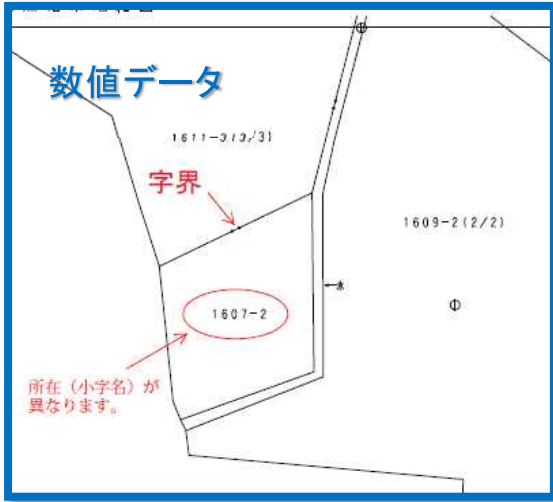 数値データ
1611-3(3/3)
字界
1609-2(2/2)
水
1607-2
所在（小字名）が
異なります。